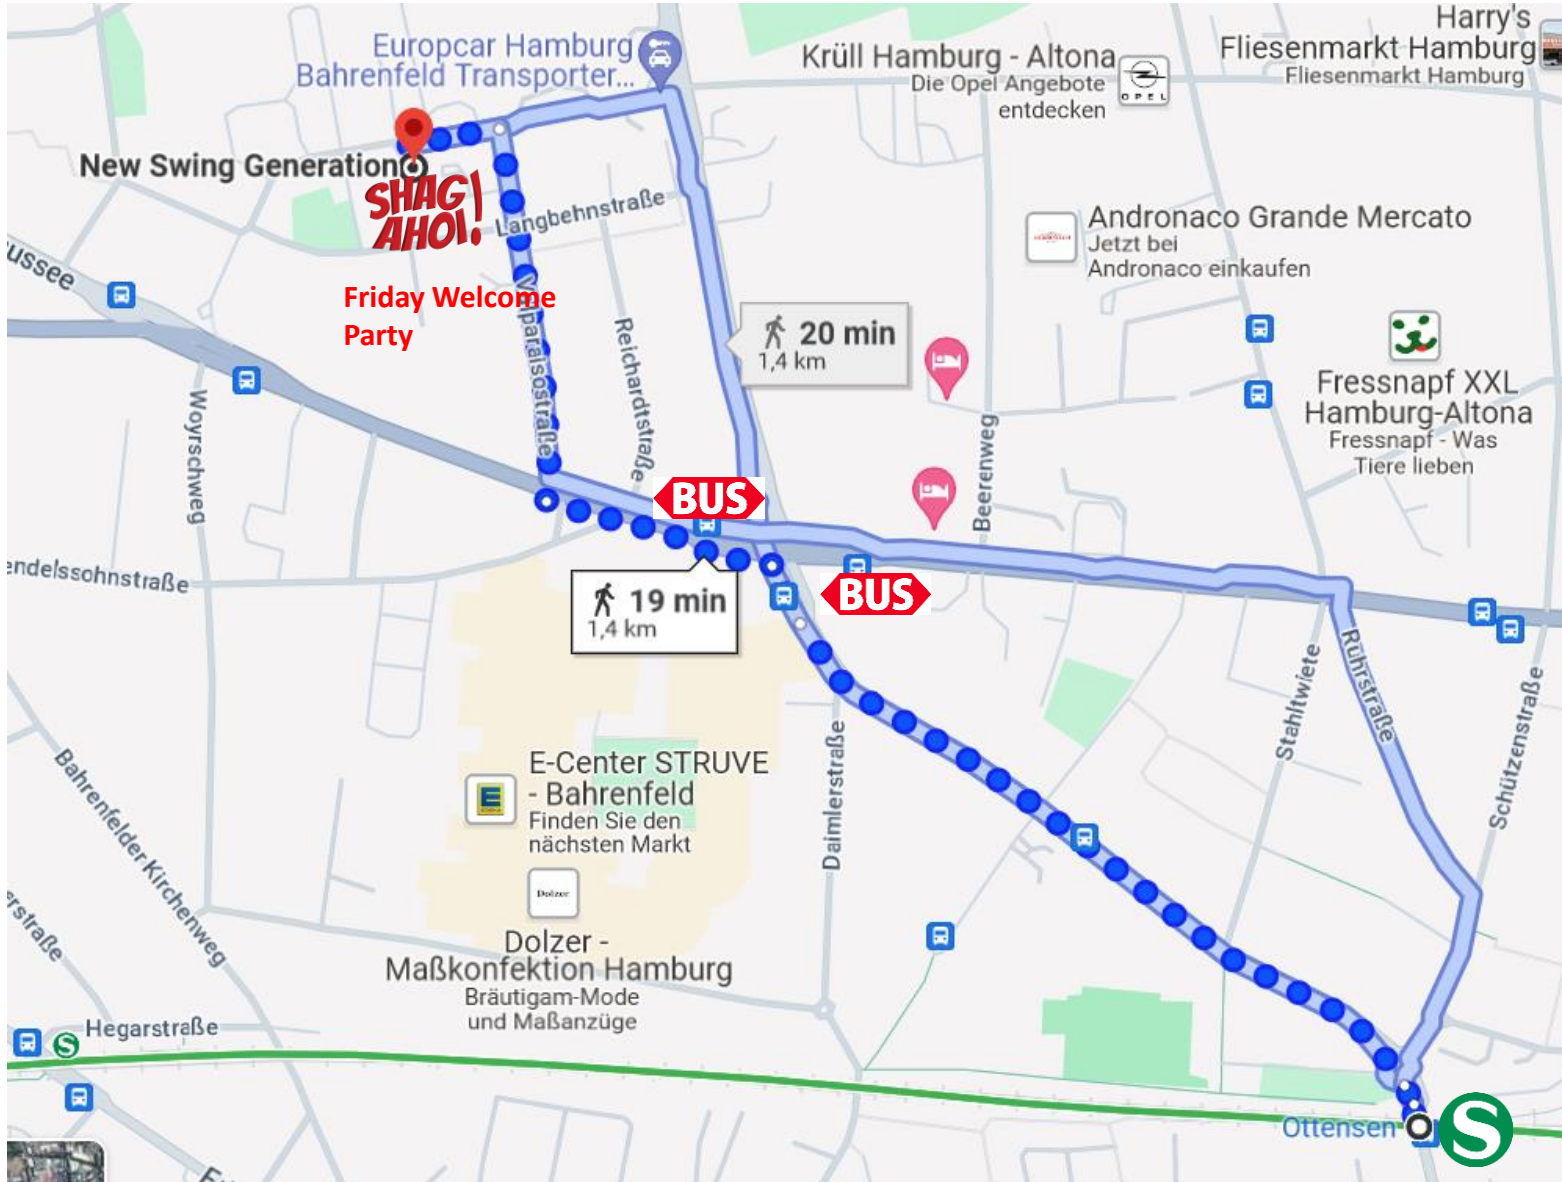 Harry's
Fliesenmarkt Hamburg
Fliesenmarkt Hamburg
Europcar Hamburg
Bahrenfeld Transporter...
Krüll Hamburg - Altona
Die Opel Angebote
entdecken
OPEL
New Swing Generation
SHAG
AHOI!
Langbehnstraße
Andronaco Grande Mercato
Jetzt bei
Andronaco einkaufen
ussee
Friday Welcome
Party
Valparaisostraße
Reichardtstraße
20 min
1,4 km
Fressnapf XXL
Hamburg-Altona
Fressnapf - Was
Tiere lieben
Woyrschweg
Beerenweg
BUS
endelssohnstraße
19 min
1,4 km
BUS
Ruhrstraße
Stahltwiete
Schützenstraße
Daimlerstraße
E-Center STRUVE
- Bahrenfeld
Finden Sie den
nächsten Markt
E
Bahrenfelder Kirchenweg
Dolzer
Dolzer -
Maßkonfektion Hamburg
Bräutigam-Mode
und Maßanzüge
erstraße
Hegarstraße
S
Ottensen
S